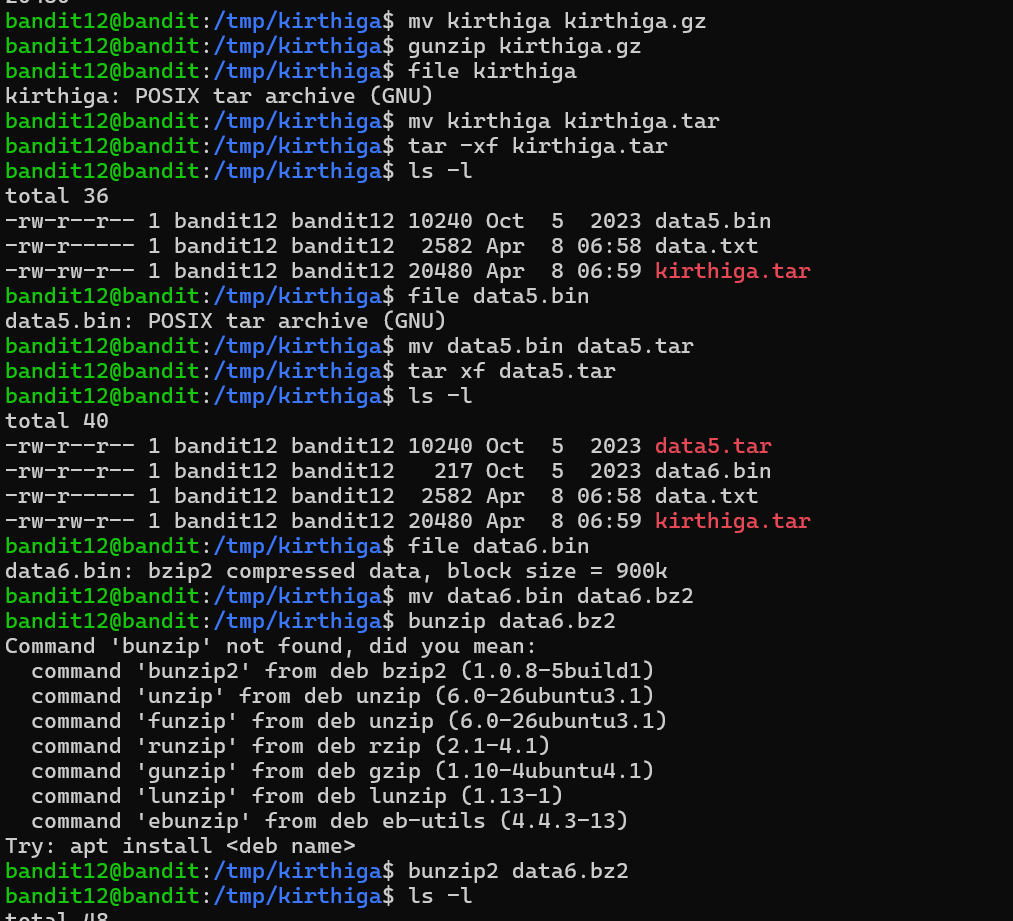 bandit12@bandit:/tmp/kirthiga$ mv kirthiga kirthiga.gz
bandit12@bandit:/tmp/kirthiga$ gunzip kirthiga.gz
bandit12@bandit:/tmp/kirthiga$ file kirthiga
kirthiga: POSIX tar archive (GNU)
bandit12@bandit:/tmp/kirthiga$ mv kirthiga kirthiga.tar
bandit12@bandit:/tmp/kirthiga$ tar -xf kirthiga.tar
bandit12@bandit:/tmp/kirthiga$ ls -l
total 36
-rw-r--r-- 1 bandit12 bandit12 10240 Oct  5  2023 data5.bin
-rw-r----- 1 bandit12 bandit12  2582 Apr  8 06:58 data.txt
-rw-rw-r-- 1 bandit12 bandit12 20480 Apr  8 06:59 kirthiga.tar
bandit12@bandit:/tmp/kirthiga$ file data5.bin
data5.bin: POSIX tar archive (GNU)
bandit12@bandit:/tmp/kirthiga$ mv data5.bin data5.tar
bandit12@bandit:/tmp/kirthiga$ tar xf data5.tar
bandit12@bandit:/tmp/kirthiga$ ls -l
total 40
-rw-r--r-- 1 bandit12 bandit12 10240 Oct  5  2023 data5.tar
-rw-r--r-- 1 bandit12 bandit12   217 Oct  5  2023 data6.bin
-rw-r----- 1 bandit12 bandit12  2582 Apr  8 06:58 data.txt
-rw-rw-r-- 1 bandit12 bandit12 20480 Apr  8 06:59 kirthiga.tar
bandit12@bandit:/tmp/kirthiga$ file data6.bin
data6.bin: bzip2 compressed data, block size = 900k
bandit12@bandit:/tmp/kirthiga$ mv data6.bin data6.bz2
bandit12@bandit:/tmp/kirthiga$ bunzip data6.bz2
Command 'bunzip' not found, did you mean:
  command 'bunzip2' from deb bzip2 (1.0.8-5build1)
  command 'unzip' from deb unzip (6.0-26ubuntu3.1)
  command 'funzip' from deb unzip (6.0-26ubuntu3.1)
  command 'runzip' from deb rzip (2.1-4.1)
  command 'gunzip' from deb gzip (1.10-4ubuntu4.1)
  command 'lunzip' from deb lunzip (1.13-1)
  command 'ebunzip' from deb eb-utils (4.4.3-13)
Try: apt install <deb name>
bandit12@bandit:/tmp/kirthiga$ bunzip2 data6.bz2
bandit12@bandit:/tmp/kirthiga$ ls -l
total 48